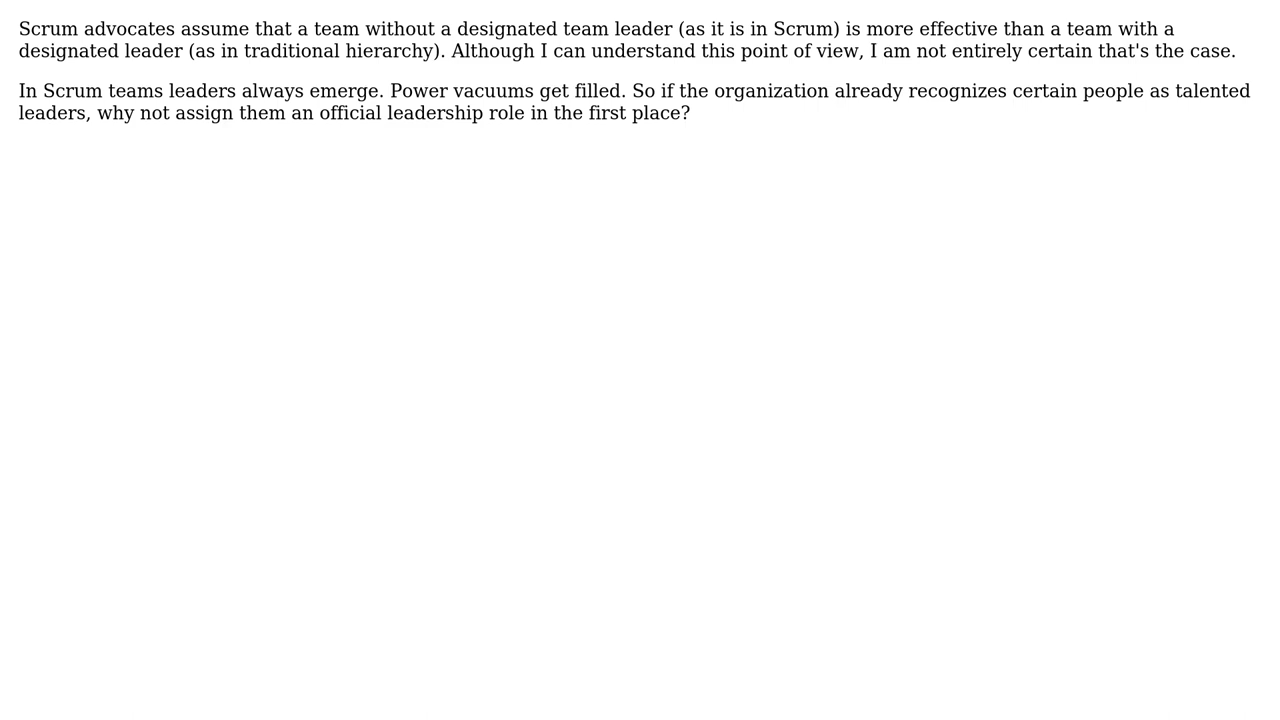 Scrum advocates assume that a team without a designated team leader (as it is in Scrum) is more effective than a team with a
designated leader (as in traditional hierarchy). Although I can understand this point of view, I am not entirely certain that's the case.
In Scrum teams leaders always emerge. Power vacuums get filled. So if the organization already recognizes certain people as talented
leaders, why not assign them an official leadership role in the first place?